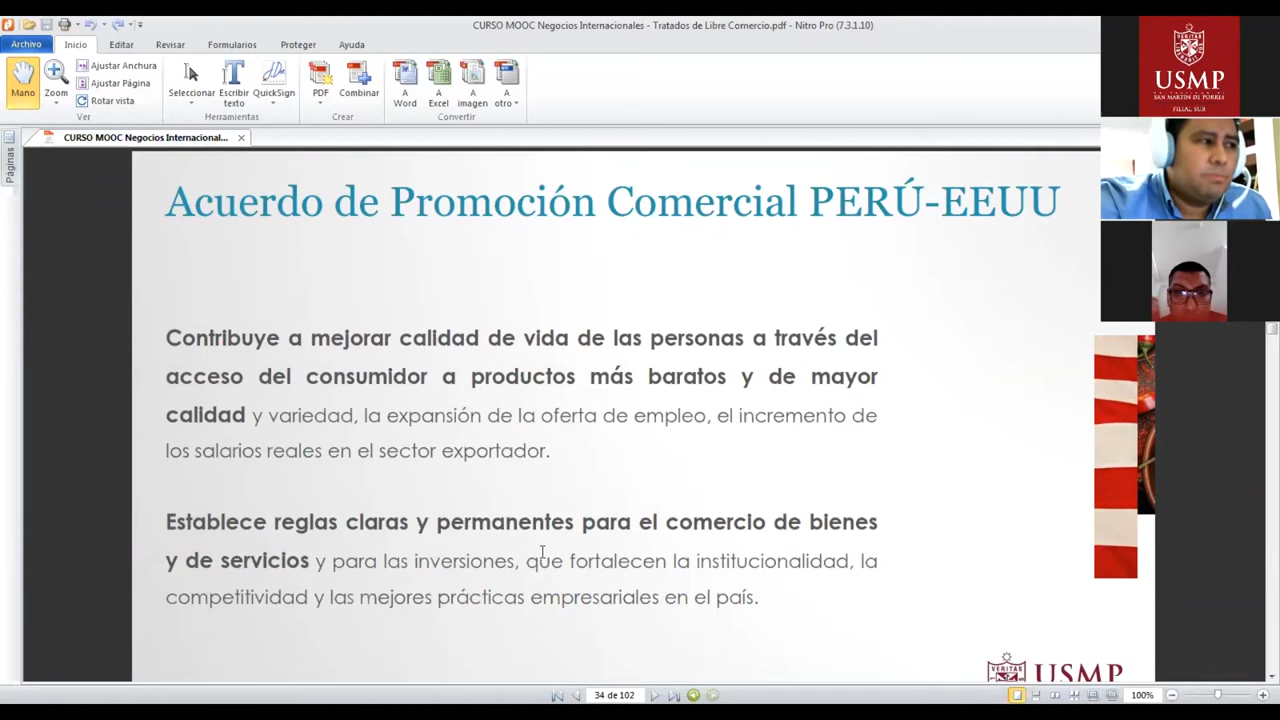 CURSO MOOC Negocios Internacionales - Tratados de Libre Comercio.pdf - Nitro Pro (7.3.1.10)
Archivo Inicio Editar Revisar Formularios Proteger Ayuda
Mano
Zoom
Ajustar Anchura
Ajustar Página
Rotar vista
Ver
Seleccionar
Escribir texto
QuickSign
Herramientas
PDF
Combinar
Crear
A Word
A Excel
A imagen
A otro
Convertir
CURSO MOOC Negocios Internacional...
Páginas
Acuerdo de Promoción Comercial PERÚ-EEUU
Contribuye a mejorar calidad de vida de las personas a través del
acceso del consumidor a productos más baratos y de mayor
calidad y variedad, la expansión de la oferta de empleo, el incremento de
los salarios reales en el sector exportador.
Establece reglas claras y permanentes para el comercio de bienes
y de servicios y para las inversiones, que fortalecen la institucionalidad, la
competitividad y las mejores prácticas empresariales en el país.
VERITAS
USMP
34 de 102
100%
VERITAS
USMP
UNIVERSIDAD DE
SAN MARTIN DE PORRES
FILIAL SUR